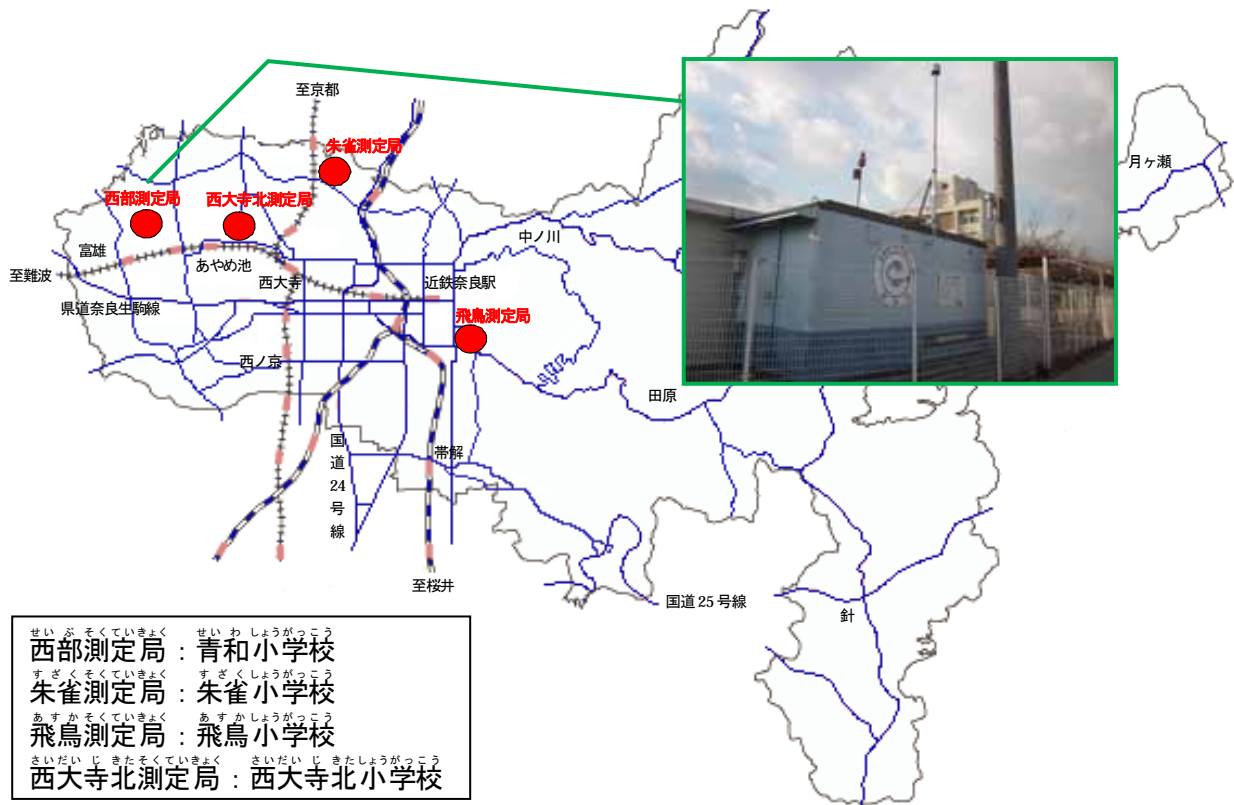 至京都
朱雀測定局
月ヶ瀬
西部測定局
西大寺北測定局
中ノ川
富雄
あやめ池
至難波
西大寺
近鉄奈良駅
県道奈良生駒線
飛鳥測定局
西ノ京
田原
国道24号線
帯解
至桜井
国道25号線
針
せいぶそくていきょく せいわしょうがっこう
西部測定局:青和小学校
すざくそくていきょく すざくしょうがっこう
朱雀測定局:朱雀小学校
あすかそくていきょく あすかしょうがっこう
飛鳥測定局:飛鳥小学校
さいだいじきたそくていきょく さいだいじきたしょうがっこう
西大寺北測定局:西大寺北小学校